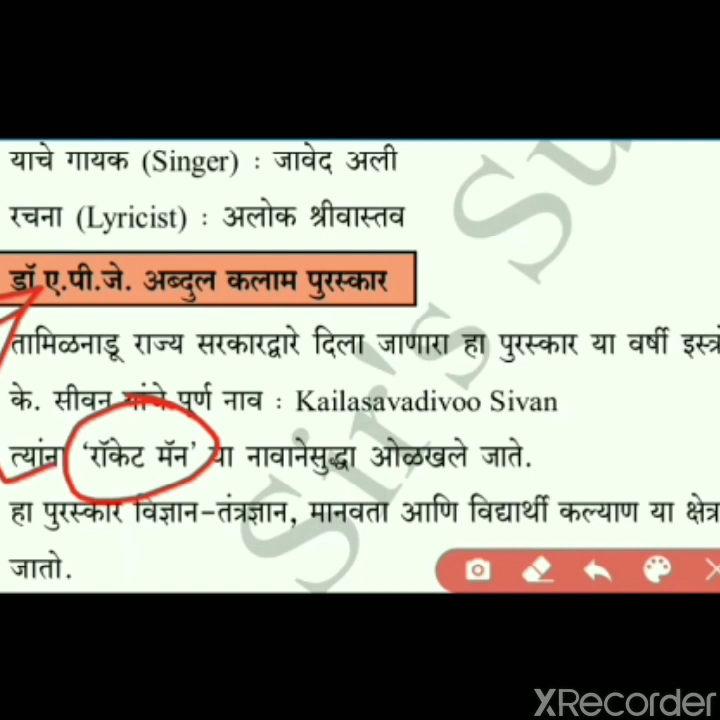 याचे गायक (Singer) : जावेद अली
रचना (Lyricist) : अलोक श्रीवास्तव
डॉ ए.पी.जे. अब्दुल कलाम पुरस्कार
तामिळनाडू राज्य सरकारद्वारे दिला जाणारा हा पुरस्कार या वर्षी
के. सीवन यांचे पुर्ण नाव : Kailasavadivoo Sivan
त्यांना ‘रॉकेट मॅन’ या नावानेसुद्धा ओळखले जाते.
हा पुरस्कार विज्ञान-तंत्रज्ञान, मानवता आणि विद्यार्थी कल्याण या
जातो.
Sir's
XRecorder